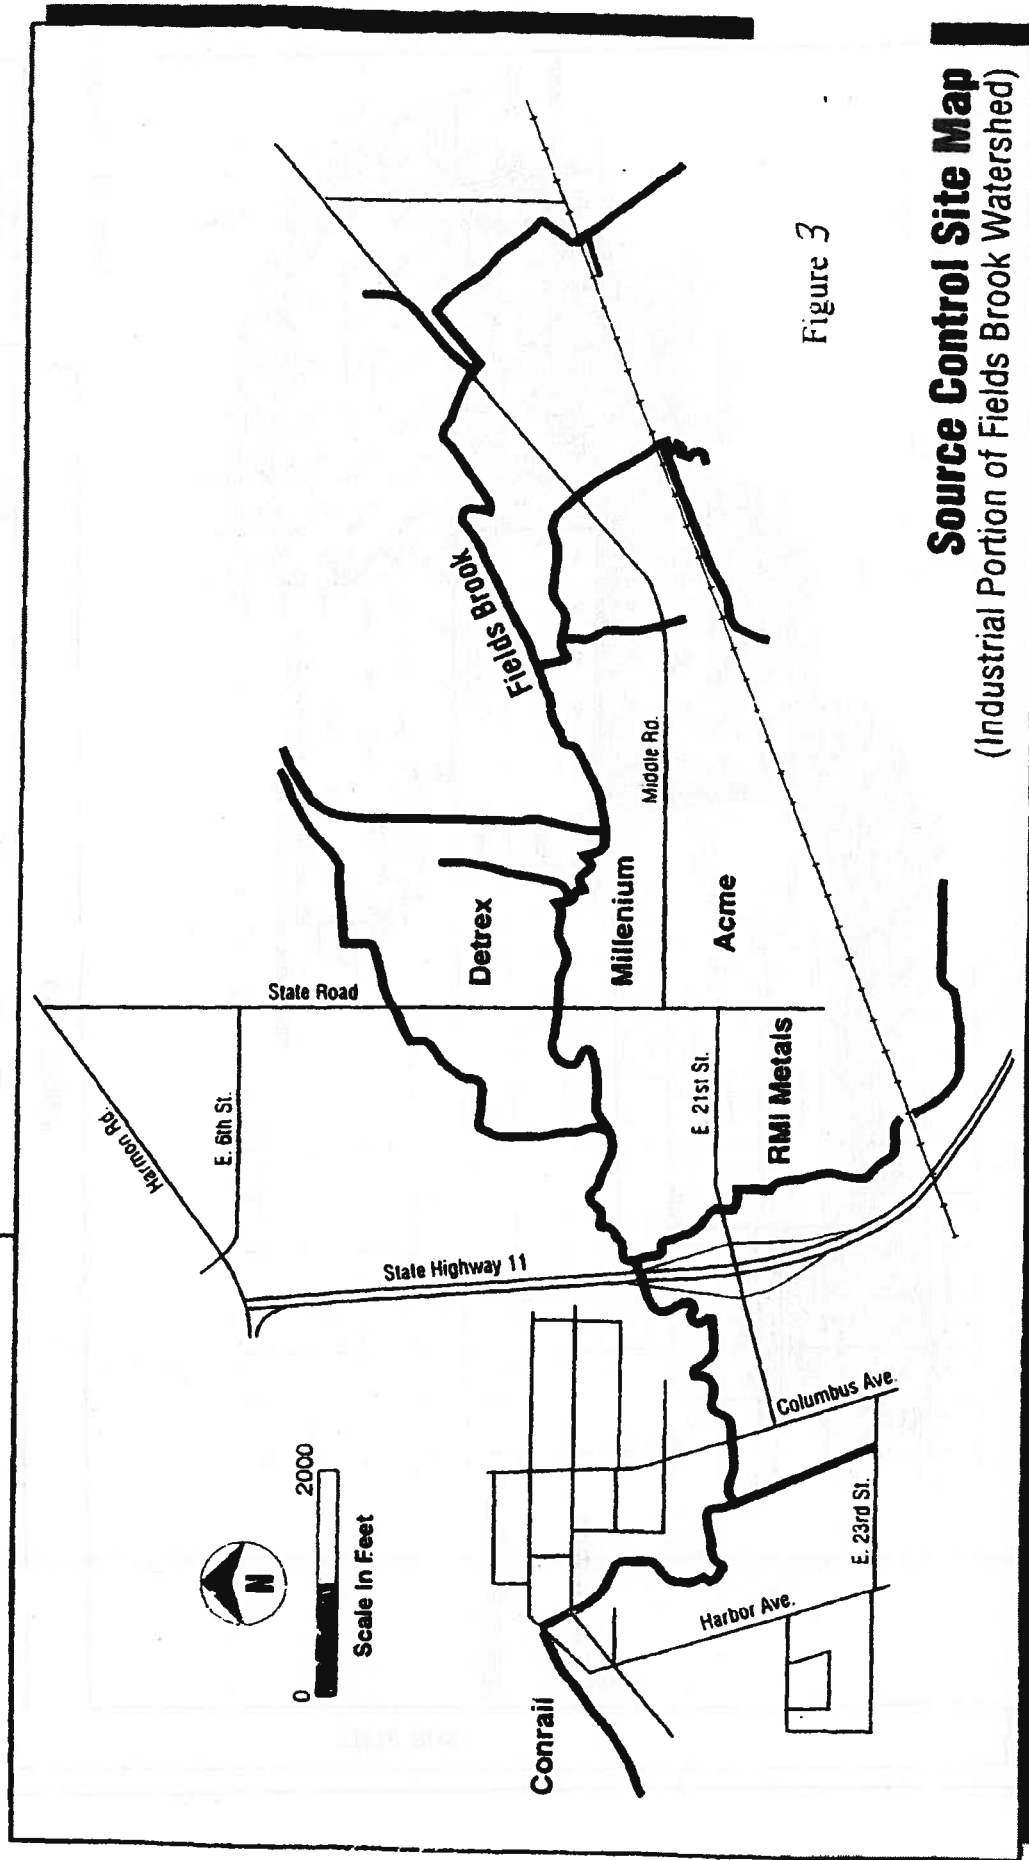 Harmon Rd.
E. 6th St.
State Road
State Highway 11
N
0 2000
Scale In Feet
Fields Brook
Detrex
Millenium
Middle Rd.
Acme
E. 21st St.
RMI Metals
Columbus Ave.
E. 23rd St.
Harbor Ave.
Conrail
Figure 3
Source Control Site Map
(Industrial Portion of Fields Brook Watershed)